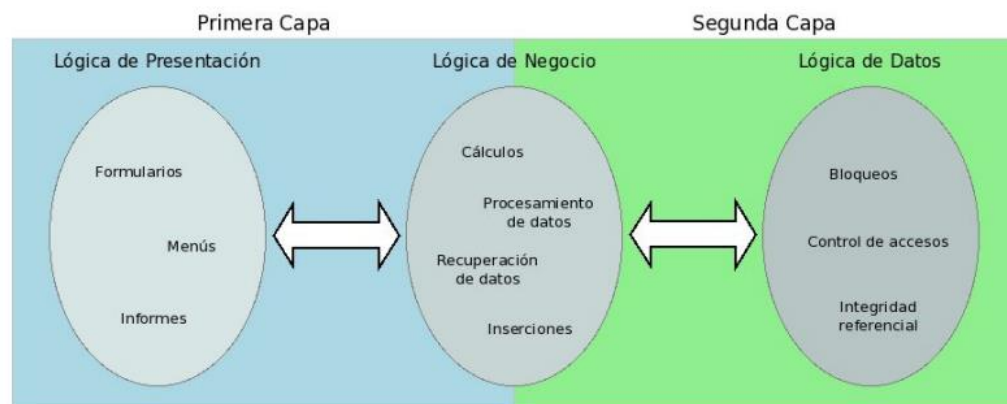 Primera Capa
Segunda Capa
Lógica de Presentación
Lógica de Negocio
Lógica de Datos
Formularios
Menús
Informes
Cálculos
Procesamiento
de datos
Recuperación
de datos
Inserciones
Bloqueos
Control de accesos
Integridad
referencial